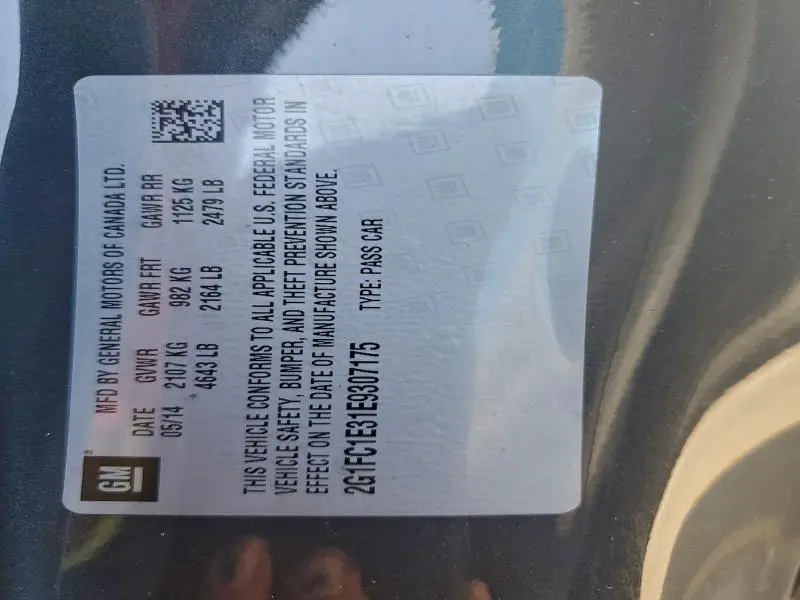 GM
®
MFD BY GENERAL MOTORS OF CANADA LTD.
DATE GVWR GAWR FRT GAWR RR
05/14 2107 KG 982 KG 1125 KG
4643 LB 2164 LB 2479 LB
THIS VEHICLE CONFORMS TO ALL APPLICABLE U.S. FEDERAL MOTOR
VEHICLE SAFETY, BUMPER, AND THEFT PREVENTION STANDARDS IN
EFFECT ON THE DATE OF MANUFACTURE SHOWN ABOVE.
2G1FC1E31E9307175 TYPE: PASS CAR